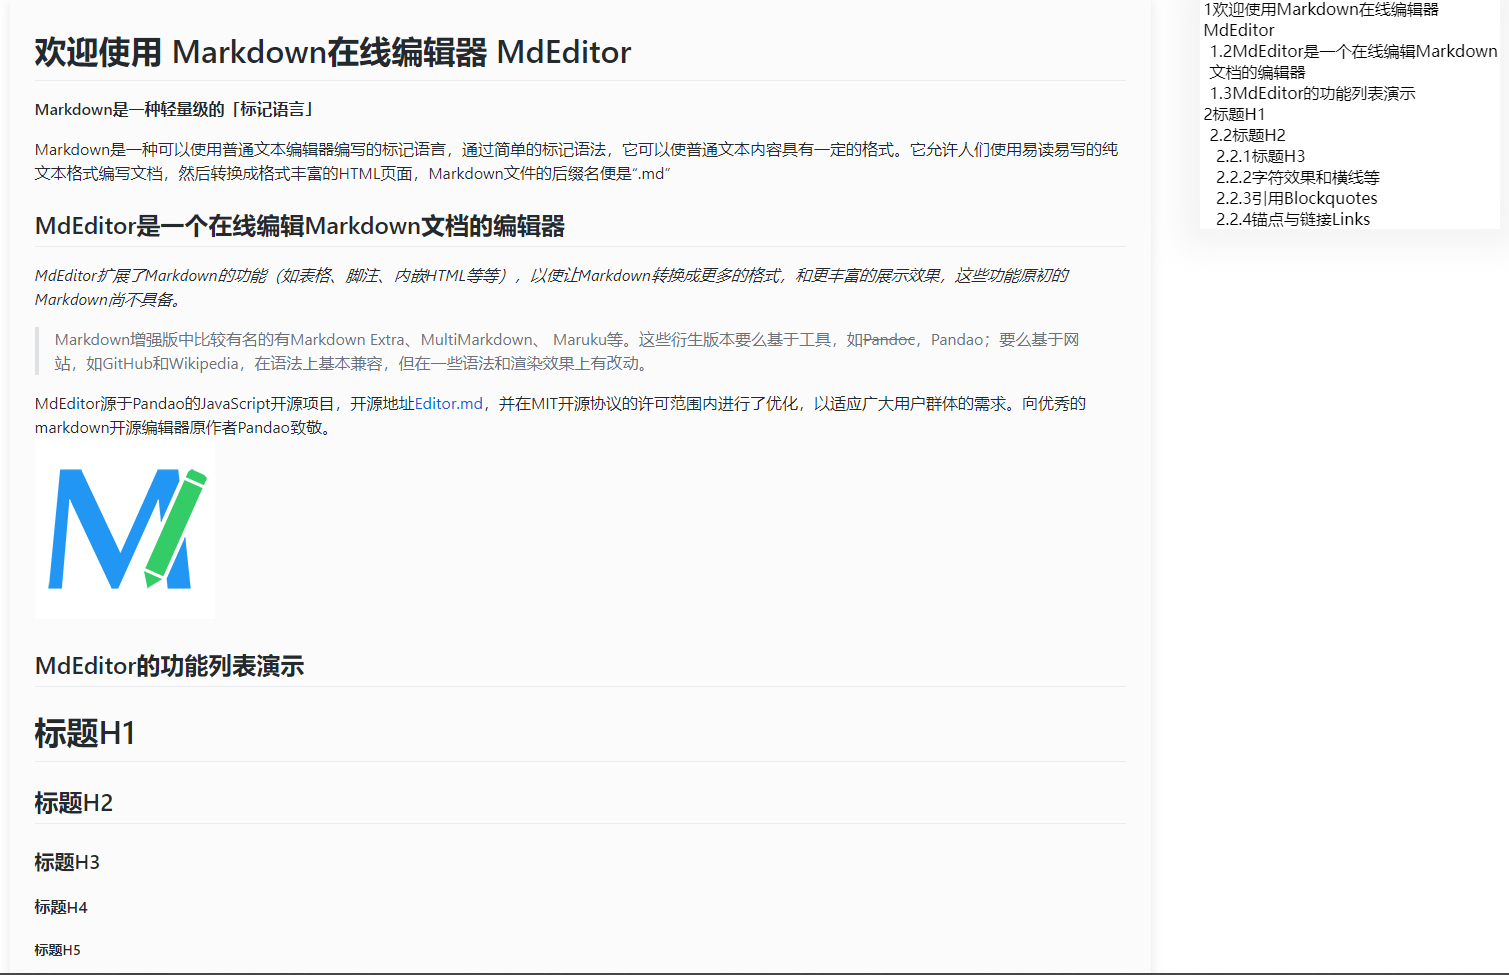 欢迎使用 Markdown在线编辑器 MdEditor
Markdown是一种轻量级的「标记语言」
Markdown是一种可以使用普通文本编辑器编写的标记语言，通过简单的标记语法，它可以使普通文本内容具有一定的格式。它允许人们使用易读易写的纯
文本格式编写文档，然后转换成格式丰富的HTML页面，Markdown文件的后缀名便是“.md”
MdEditor是一个在线编辑Markdown文档的编辑器
MdEditor扩展了Markdown的功能（如表格、脚注、内嵌HTML等等），以使让Markdown转换成更多的格式，和更丰富的展示效果，这些功能原初的
Markdown尚不具备。
Markdown增强版中比较有名的有Markdown Extra、MultiMarkdown、 Maruku等。这些衍生版本要么基于工具，如Pandoc，Pandao；要么基于网
站，如GitHub和Wikipedia，在语法上基本兼容，但在一些语法和渲染效果上有改动。
MdEditor源于Pandao的JavaScript开源项目，开源地址Editor.md，并在MIT开源协议的许可范围内进行了优化，以适应广大用户群体的需求。向优秀的
markdown开源编辑器原作者Pandao致敬。
MdEditor的功能列表演示
标题H1
标题H2
标题H3
标题H4
标题H5
1欢迎使用Markdown在线编辑器
MdEditor
1.2MdEditor是一个在线编辑Markdown
文档的编辑器
1.3MdEditor的功能列表演示
2标题H1
2.2标题H2
2.2.1标题H3
2.2.2字符效果和横线等
2.2.3引用Blockquotes
2.2.4锚点与链接Links